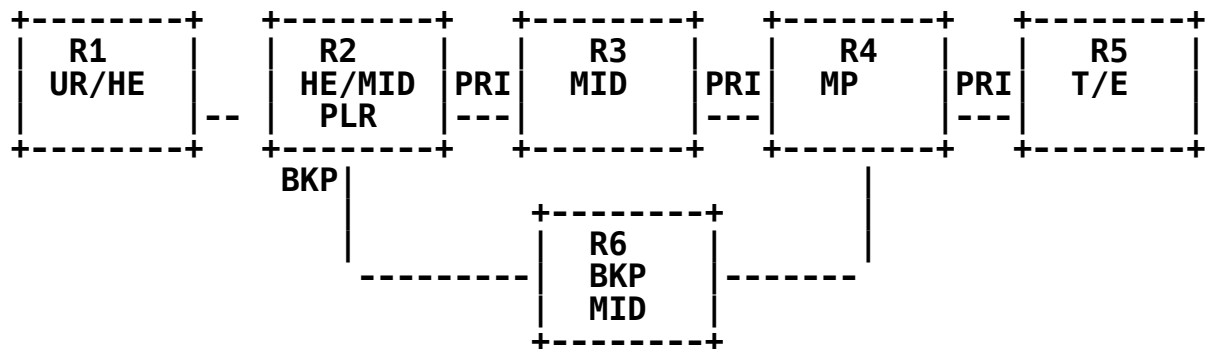 R1 R2 R3 R4 R5
UR/HE HE/MID PRI MID PRI MP PRI T/E
PLR
BKP
R6
BKP
MID